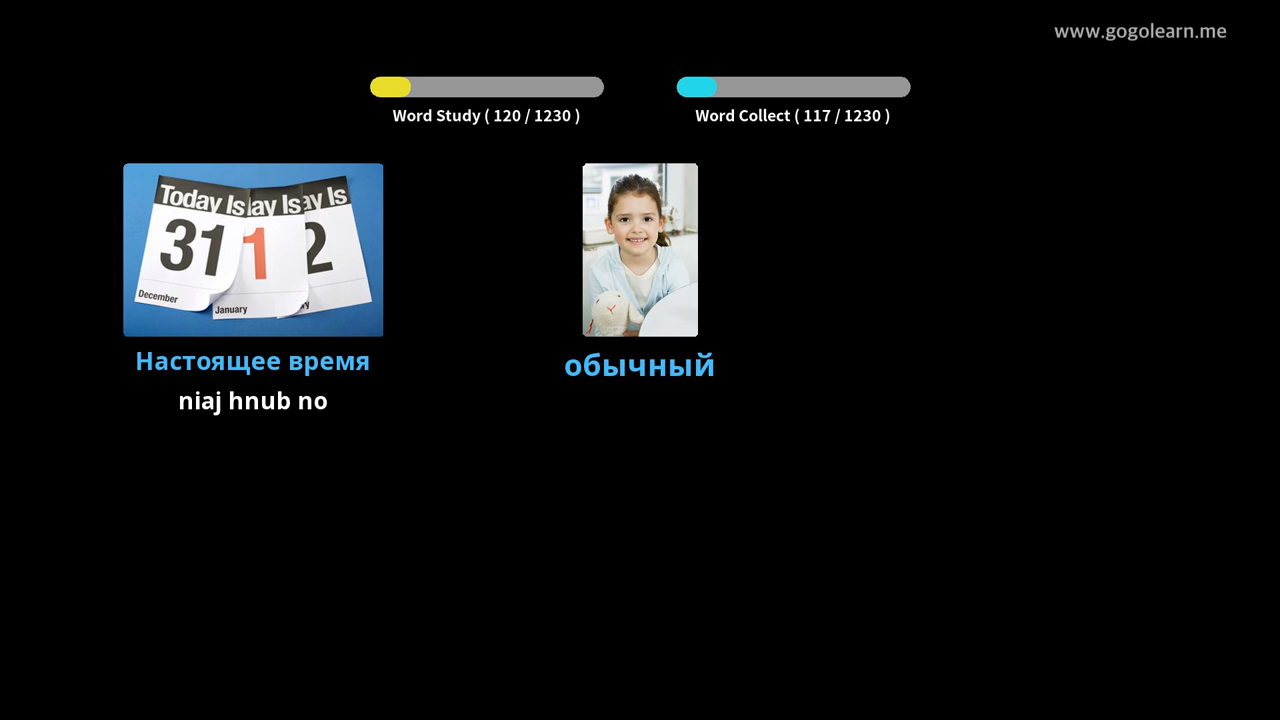 www.gogolearn.me
Word Study ( 120 / 1230 )
Word Collect ( 117 / 1230 )
Today Is
ay Is
ay Is
31
1
2
December
January
Настоящее время
niaj hnub no
обычный